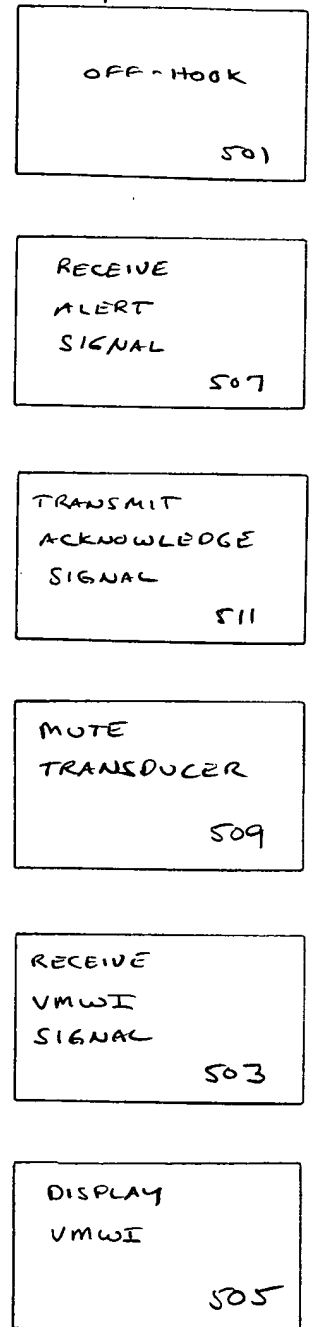 OFF-HOOK
501
RECEIVE
ALERT
SIGNAL
507
TRANSMIT
ACKNOWLEDGE
SIGNAL
511
MUTE
TRANSDUCER
509
RECEIVE
VMWI
SIGNAL
503
DISPLAY
VMWI
505